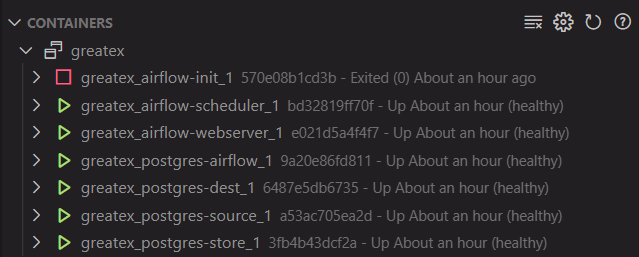 CONTAINERS
greatex
greatex_airflow-init_1 570e08b1cd3b - Exited (0) About an hour ago
greatex_airflow-scheduler_1 bd32819ff70f - Up About an hour (healthy)
greatex_airflow-webserver_1 e021d5a4f4f7 - Up About an hour (healthy)
greatex_postgres-airflow_1 9a20e86fd811 - Up About an hour (healthy)
greatex_postgres-dest_1 6487e5db6735 - Up About an hour (healthy)
greatex_postgres-source_1 a53ac705ea2d - Up About an hour (healthy)
greatex_postgres-store_1 3fb4b43dcf2a - Up About an hour (healthy)